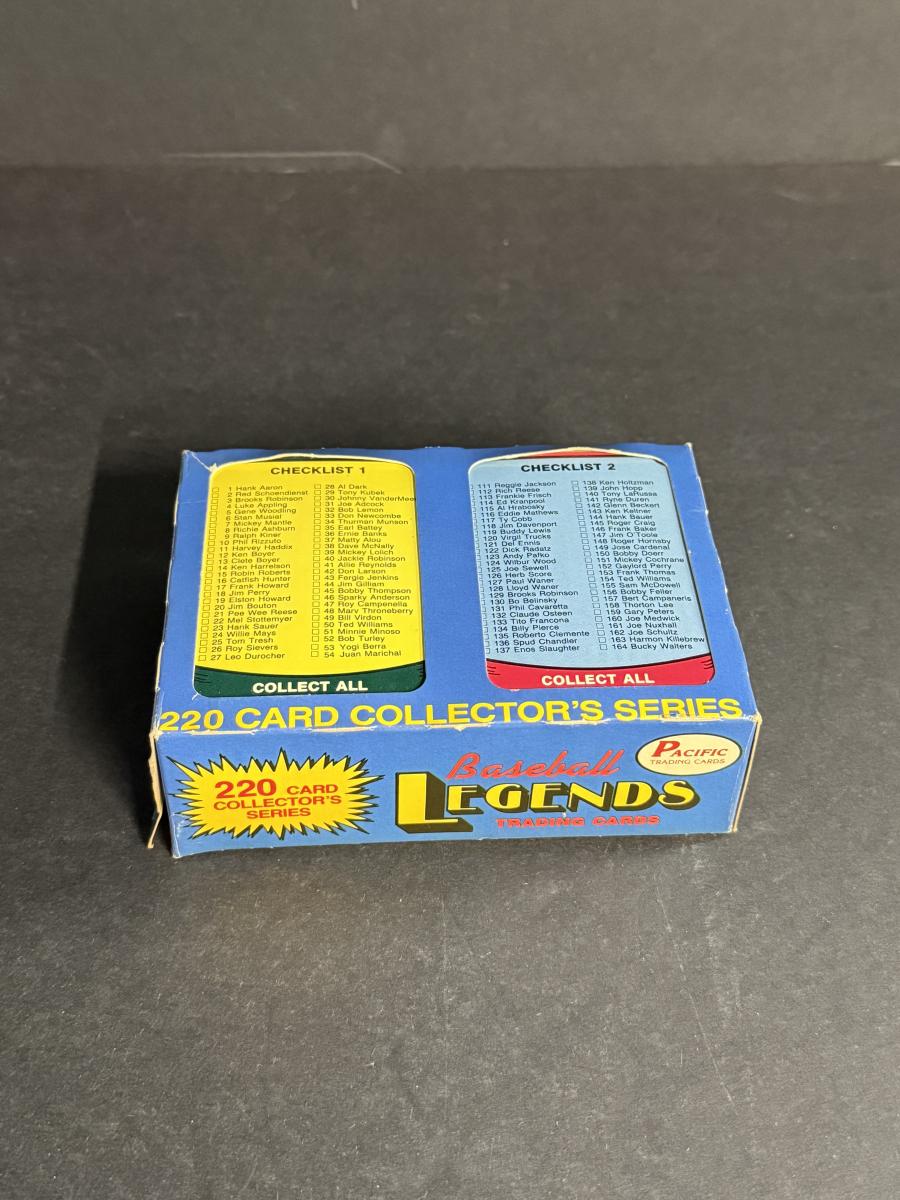 CHECKLIST 1
1 Hank Aaron
2 Red Schoendienst
3 Brooks Robinson
4 Luke Appling
5 Gene Woodling
6 Stan Musial
7 Mickey Mantle
8 Richie Ashburn
9 Ralph Kiner
10 Phil Rizzuto
11 Harvey Haddix
12 Ken Boyer
13 Clete Boyer
14 Ken Harrelson
15 Robin Roberts
16 Catfish Hunter
17 Frank Howard
18 Jim Perry
19 Elston Howard
20 Jim Bouton
21 Pee Wee Reese
22 Mel Stottemyer
23 Hank Sauer
24 Willie Mays
25 Tom Tresh
26 Roy Sievers
27 Leo Durocher
28 Al Dark
29 Tony Kubek
30 Johnny VanderMee
31 Joe Adcock
32 Bob Lemon
33 Don Newcombe
34 Thurman Munson
35 Earl Battey
36 Ernie Banks
37 Matty Alou
38 Dave McNally
39 Mickey Lolich
40 Jackie Robinson
41 Allie Reynolds
42 Don Larson
43 Fergie Jenkins
44 Jim Gilliam
45 Bobby Thompson
46 Sparky Anderson
47 Roy Campenella
48 Marv Throneberry
49 Bill Virdon
50 Ted Williams
51 Minnie Minoso
52 Bob Turley
53 Yogi Berra
54 Juan Marichal
COLLECT ALL
CHECKLIST 2
111 Reggie Jackson
112 Rich Reese
113 Frankie Frisch
114 Ed Kranpool
115 Al Hrabosky
116 Eddie Mathews
117 Ty Cobb
118 Jim Davenport
119 Buddy Lewis
120 Virgil Trucks
121 Del Ennis
122 Dick Radatz
123 Andy Pafko
124 Wilbur Wood
125 Joe Sewell
126 Herb Score
127 Paul Waner
128 Lloyd Waner
129 Brooks Robinson
130 Bo Belinsky
131 Phil Cavaretta
132 Claude Osteen
133 Tito Francona
134 Billy Pierce
135 Roberto Clemente
136 Spud Chandler
137 Enos Slaughter
138 Ken Holtzman
139 John Hopp
140 Tony LaRussa
141 Ryne Duren
142 Glenn Beckert
143 Ken Keltner
144 Hank Bauer
145 Roger Craig
146 Frank Baker
147 Jim O'Toole
148 Roger Hornsby
149 Jose Cardenal
150 Bobby Doerr
151 Mickey Cochrane
152 Gaylord Perry
153 Frank Thomas
154 Ted Williams
155 Sam McDowell
156 Bobby Feller
157 Bert Campaneris
158 Thorton Lee
159 Gary Peters
160 Joe Medwick
161 Joe Nuxhall
162 Joe Schultz
163 Harmon Killebrew
164 Bucky Walters
COLLECT ALL
220 CARD COLLECTOR'S SERIES
220 CARD
COLLECTOR'S
SERIES
Baseball
LEGENDS
TRADING CARDS
PACIFIC
TRADING CARDS